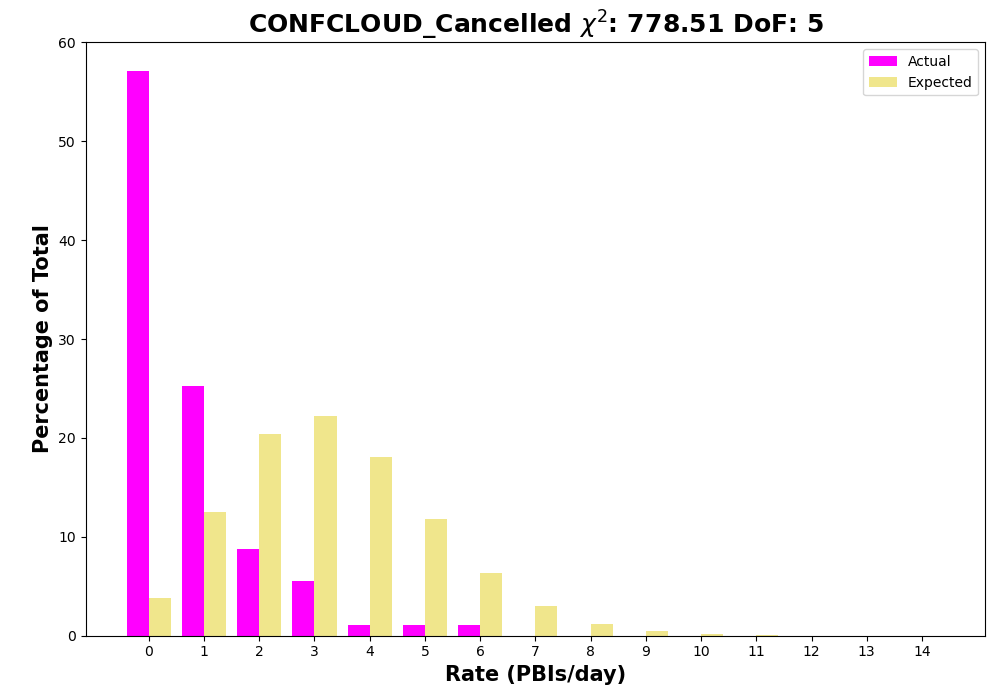 CONFCLOUD_Cancelled χ²: 778.51 DoF: 5
Actual
Expected
Percentage of Total
60
50
40
30
20
10
0
0 1 2 3 4 5 6 7 8 9 10 11 12 13 14
Rate (PBIs/day)